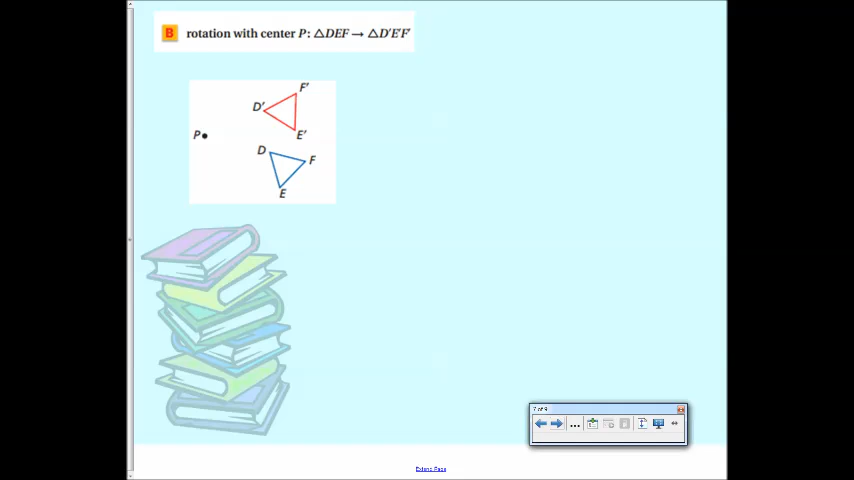 B rotation with center P: △DEF → △D′E′F′
F′
D′
P
E′
D
F
E
7 of 9
...
Extend Page